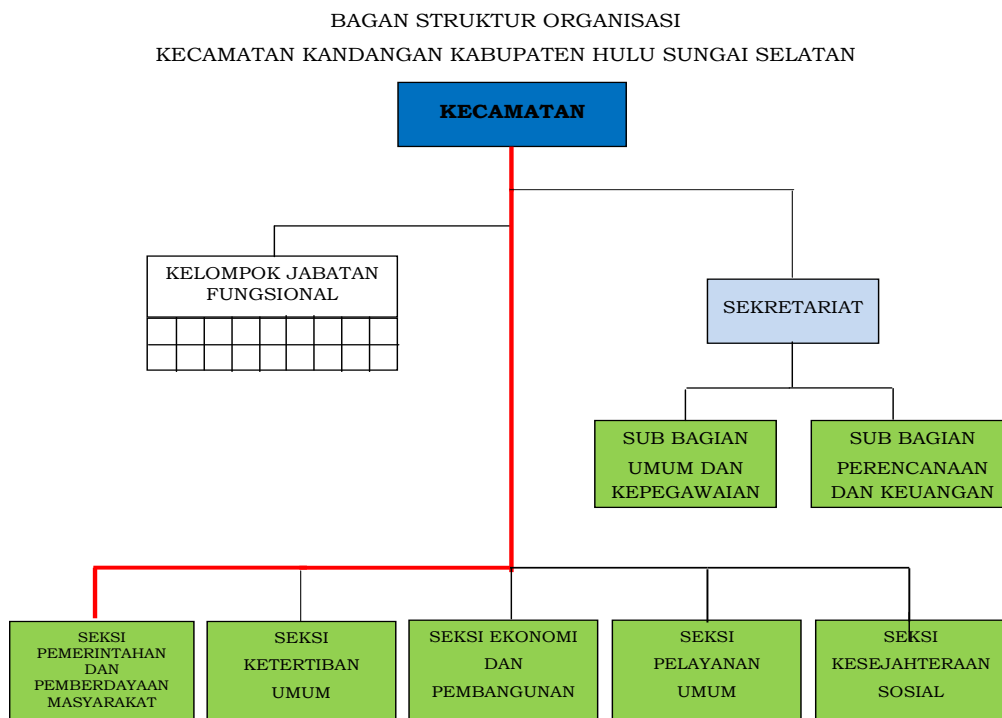 BAGAN STRUKTUR ORGANISASI
KECAMATAN KANDANGAN KABUPATEN HULU SUNGAI SELATAN
KECAMATAN
KELOMPOK JABATAN
FUNGSIONAL
SEKRETARIAT
SUB BAGIAN
UMUM DAN
KEPEGAWAIAN
SUB BAGIAN
PERENCANAAN
DAN KEUANGAN
SEKSI
PEMERINTAHAN
DAN
PEMBERDAYAAN
MASYARAKAT
SEKSI
KETERTIBAN
UMUM
SEKSI EKONOMI
DAN
PEMBANGUNAN
SEKSI
PELAYANAN
UMUM
SEKSI
KESEJAHTERAAN
SOSIAL